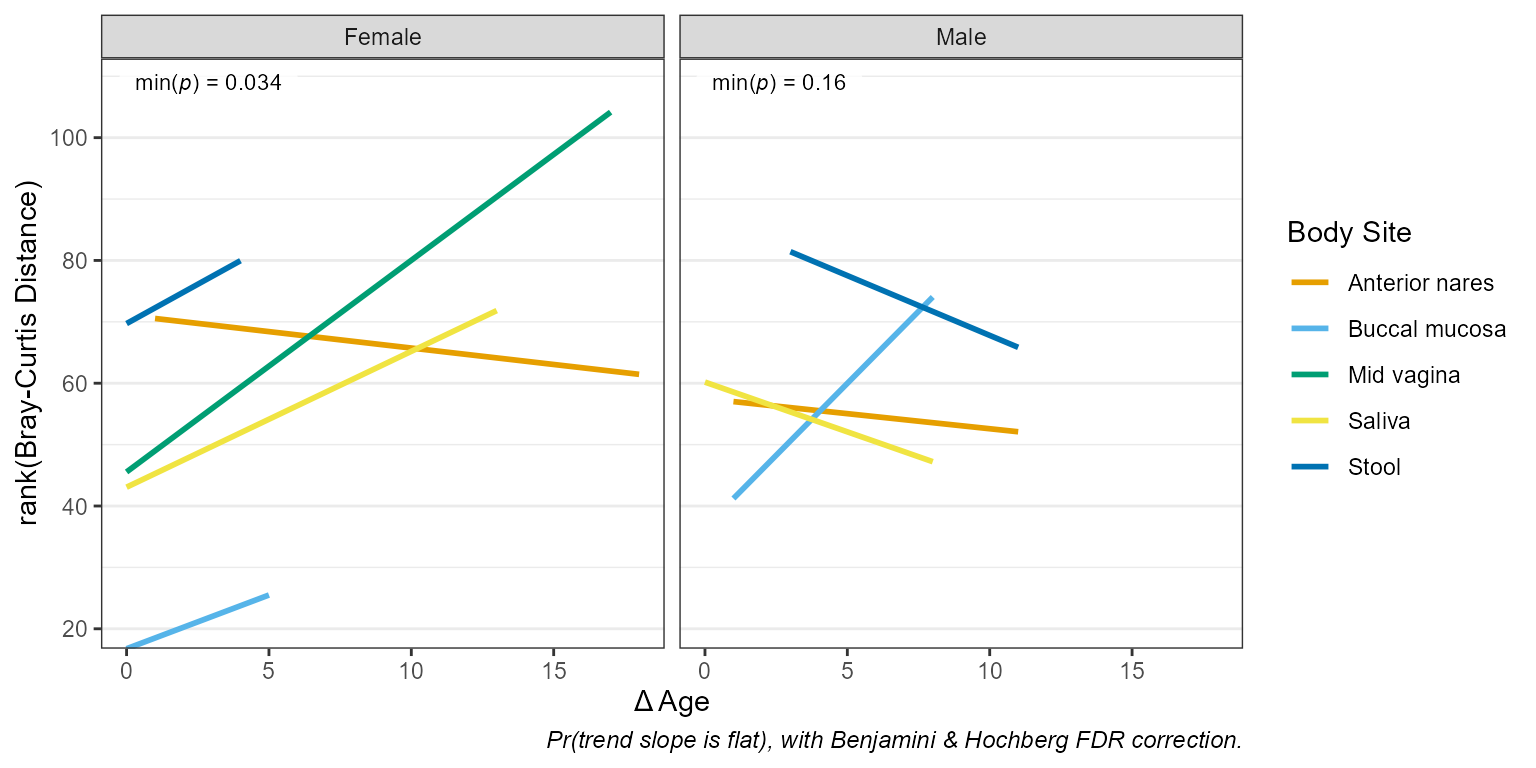 Female
Male
min(p) = 0.034
min(p) = 0.16
rank(Bray-Curtis Distance)
100
80
60
40
20
0 5 10 15
0 5 10 15
Δ Age
Body Site
Anterior nares
Buccal mucosa
Mid vagina
Saliva
Stool
Pr(trend slope is flat), with Benjamini & Hochberg FDR correction.